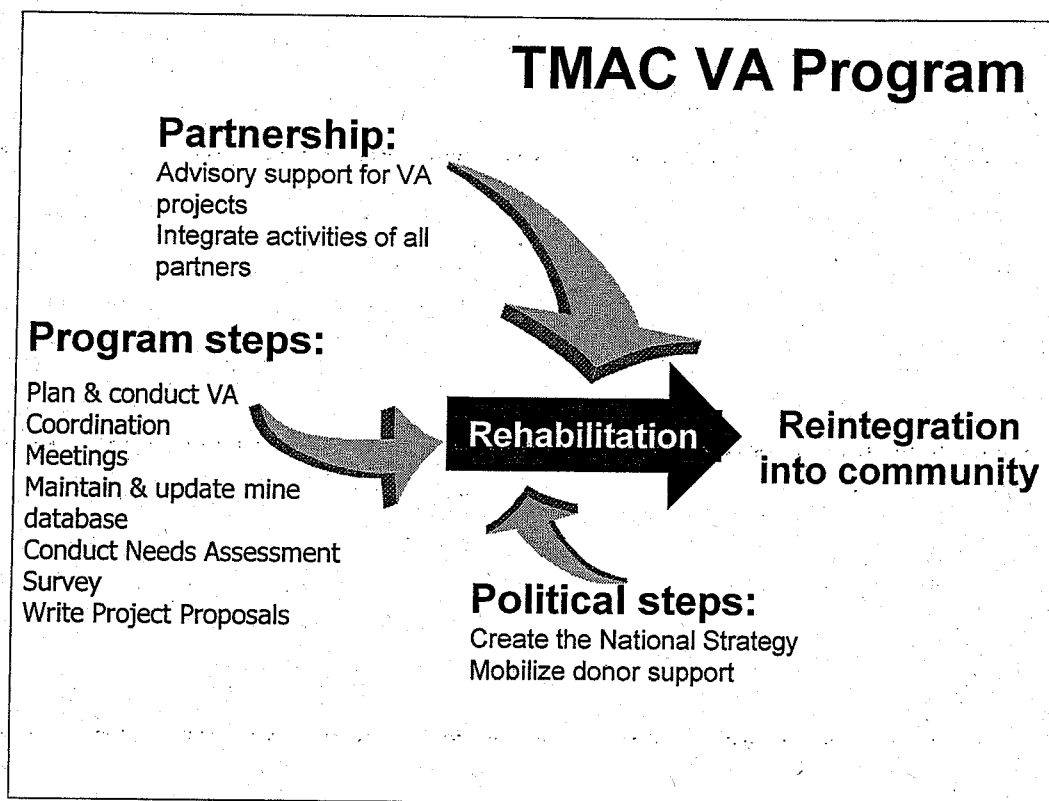 TMAC VA Program
Partnership:
Advisory support for VA
projects
Integrate activities of all
partners
Program steps:
Plan & conduct VA
Coordination
Meetings
Maintain & update mine
database
Conduct Needs Assessment
Survey
Write Project Proposals
Rehabilitation
Reintegration
into community
Political steps:
Create the National Strategy
Mobilize donor support